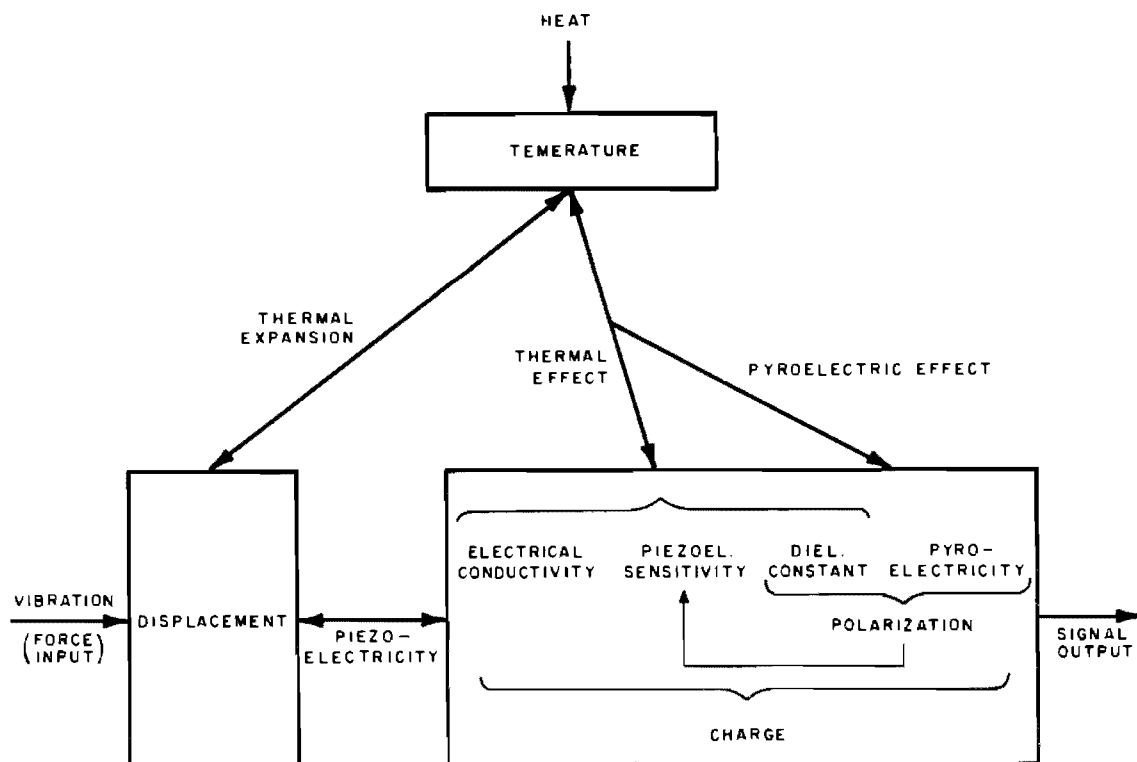 HEAT
TEMERATURE
THERMAL
EXPANSION
THERMAL
EFFECT
PYROELECTRIC EFFECT
ELECTRICAL
CONDUCTIVITY
PIEZOEL.
SENSITIVITY
DIEL.
CONSTANT
PYRO-
ELECTRICITY
VIBRATION
(FORCE
INPUT)
DISPLACEMENT
PIEZO-
ELECTRICITY
POLARIZATION
SIGNAL
OUTPUT
CHARGE